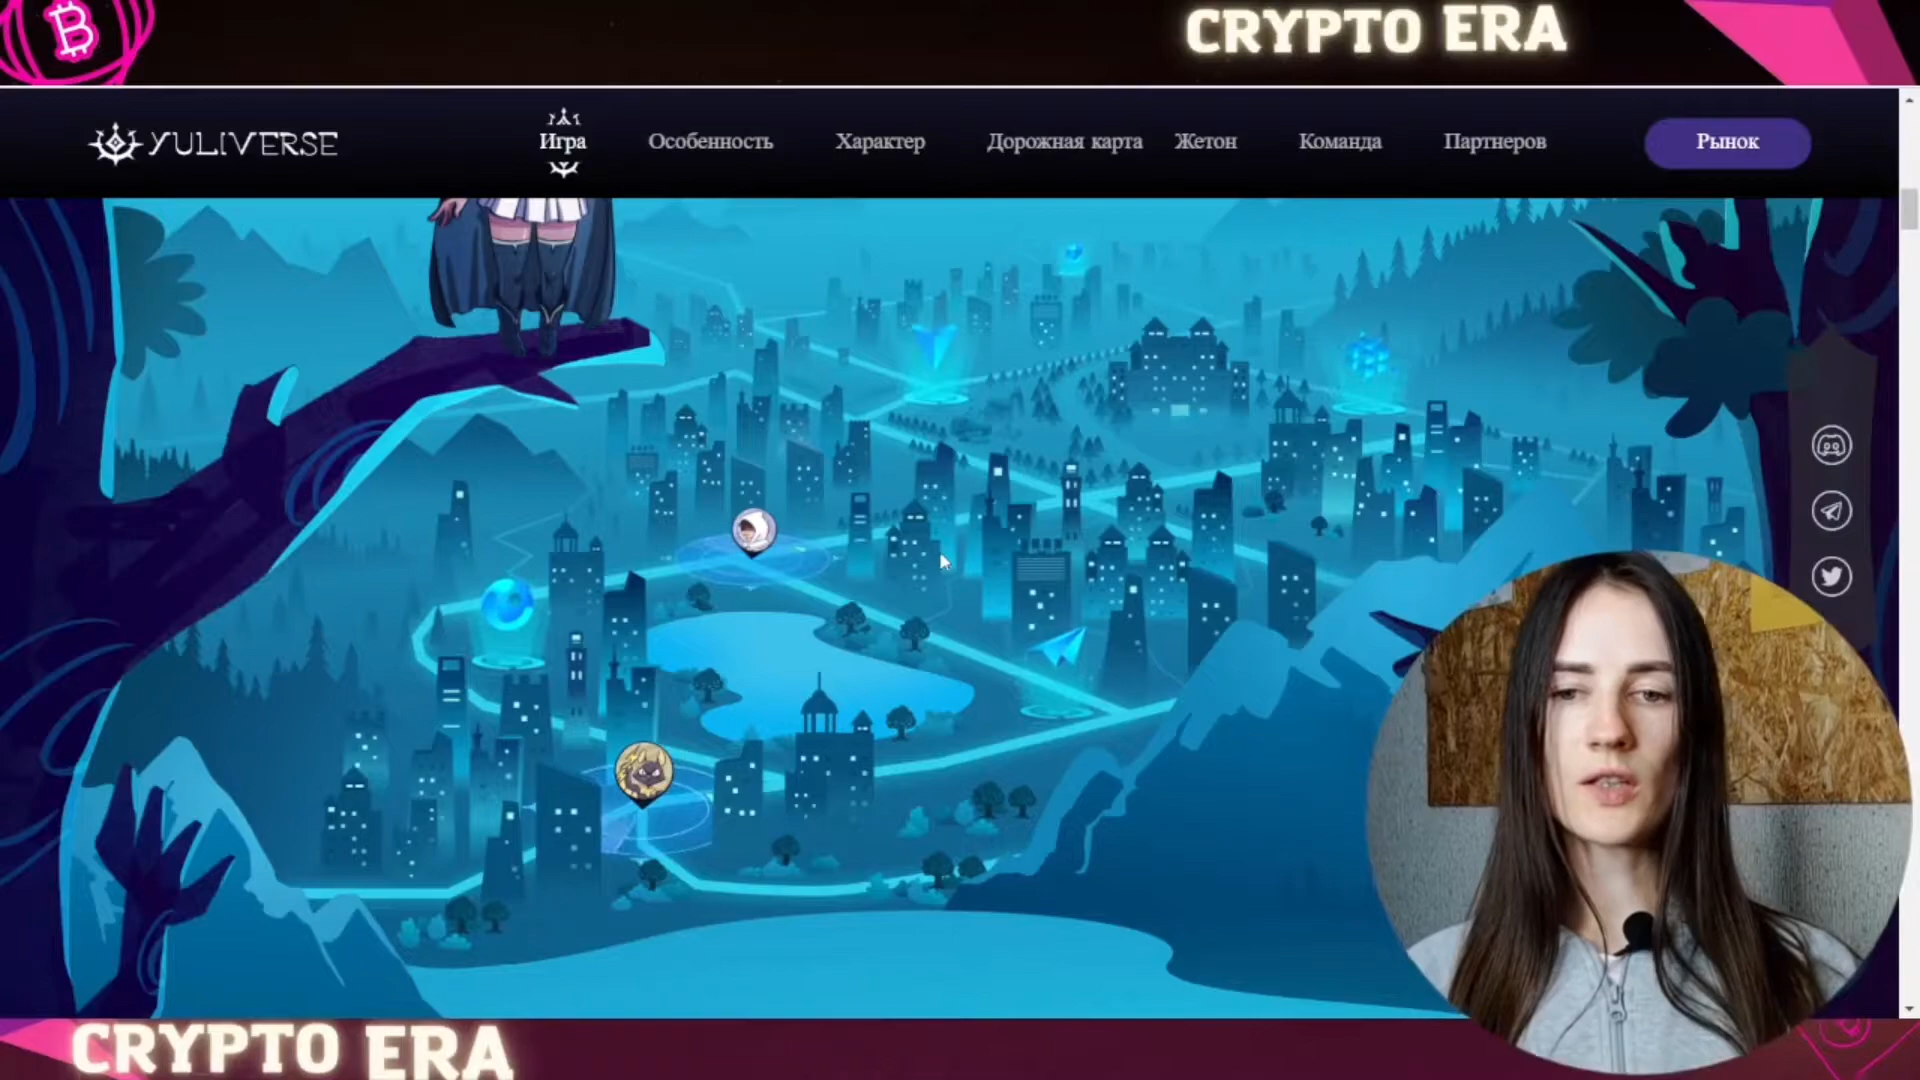 CRYPTO ERA
YULIVERSE
Игра
Особенность
Характер
Дорожная карта
Жетон
Команда
Партнеров
Рынок
CRYPTO ERA